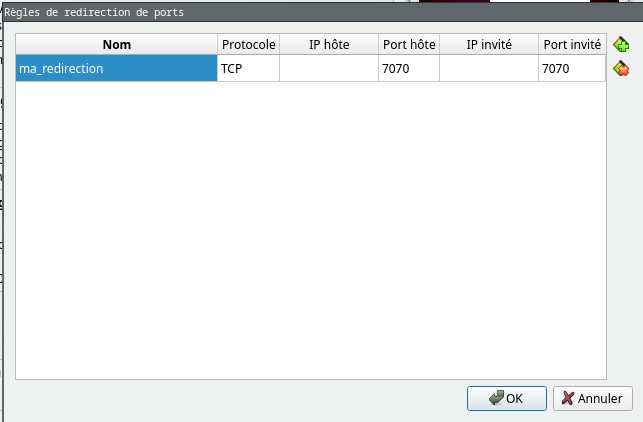 Règles de redirection de ports
Nom Protocole IP hôte Port hôte IP invité Port invité
ma_redirection TCP 7070 7070
OK Annuler